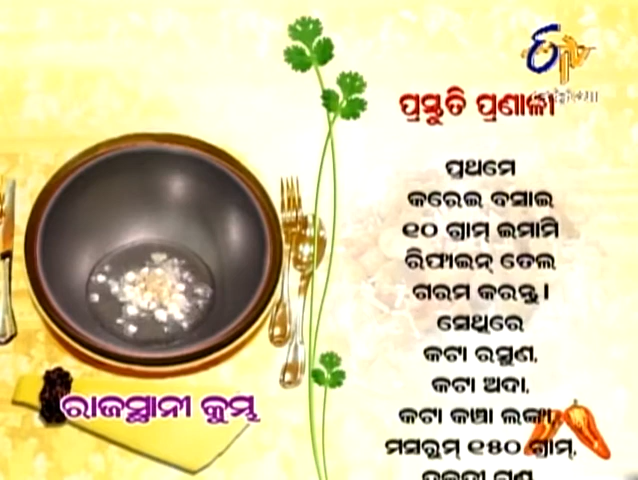 ପ୍ରସ୍ତୁତି ପ୍ରଣାଳୀ
ପ୍ରଥମେ
କରେଇ ବସାଇ
୧୦ ଗ୍ରାମ୍ ଇମାମି
ରିଫାଇନ୍ ତେଲ
ଗରମ କରନ୍ତୁ।
ସେଥିରେ
କଟା ରସୁଣ,
କଟା ଅଦା,
କଟା କଞ୍ଚା ଲଙ୍କା,
ମସରୁମ୍ ୧୫୦ ଗ୍ରାମ୍,
ରାଜସ୍ଥାନୀ କୁମ୍ଭ